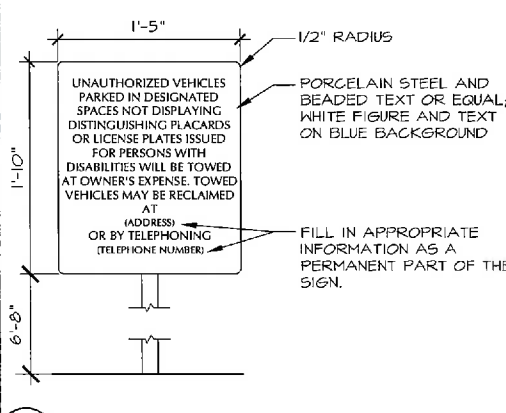 1'-5"
1/2" RADIUS
UNAUTHORIZED VEHICLES
PARKED IN DESIGNATED
SPACES NOT DISPLAYING
DISTINGUISHING PLACARDS
OR LICENSE PLATES ISSUED
FOR PERSONS WITH
DISABILITIES WILL BE TOWED
AT OWNER'S EXPENSE. TOWED
VEHICLES MAY BE RECLAIMED
AT
(ADDRESS)
OR BY TELEPHONING
(TELEPHONE NUMBER)
PORCELAIN STEEL AND
BEADED TEXT OR EQUAL;
WHITE FIGURE AND TEXT
ON BLUE BACKGROUND
1'-10"
FILL IN APPROPRIATE
INFORMATION AS A
PERMANENT PART OF THE
SIGN.
6'-8"